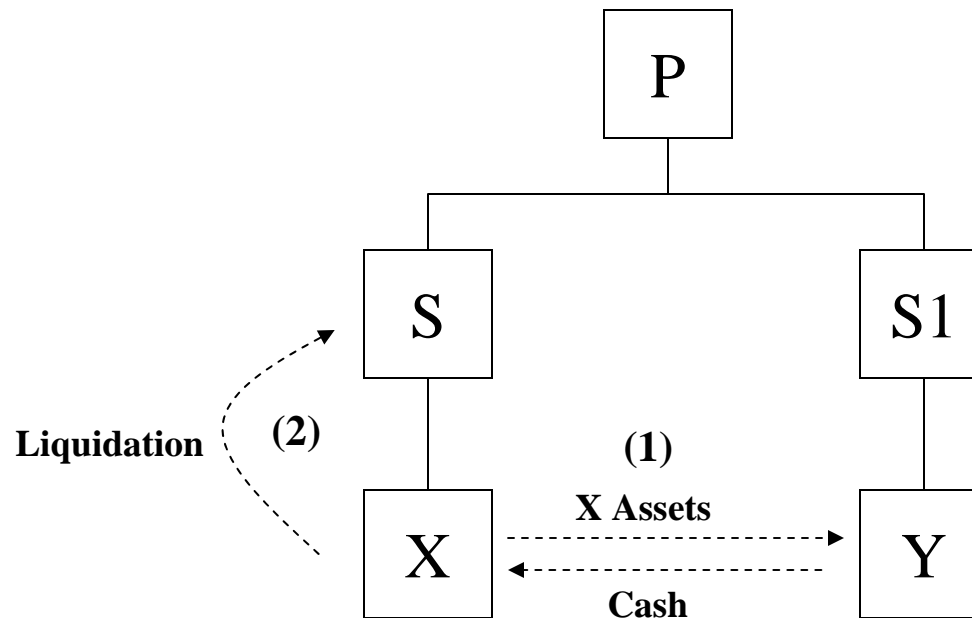 P
S
S1
(2)
(1)
Liquidation
X Assets
X
Y
Cash